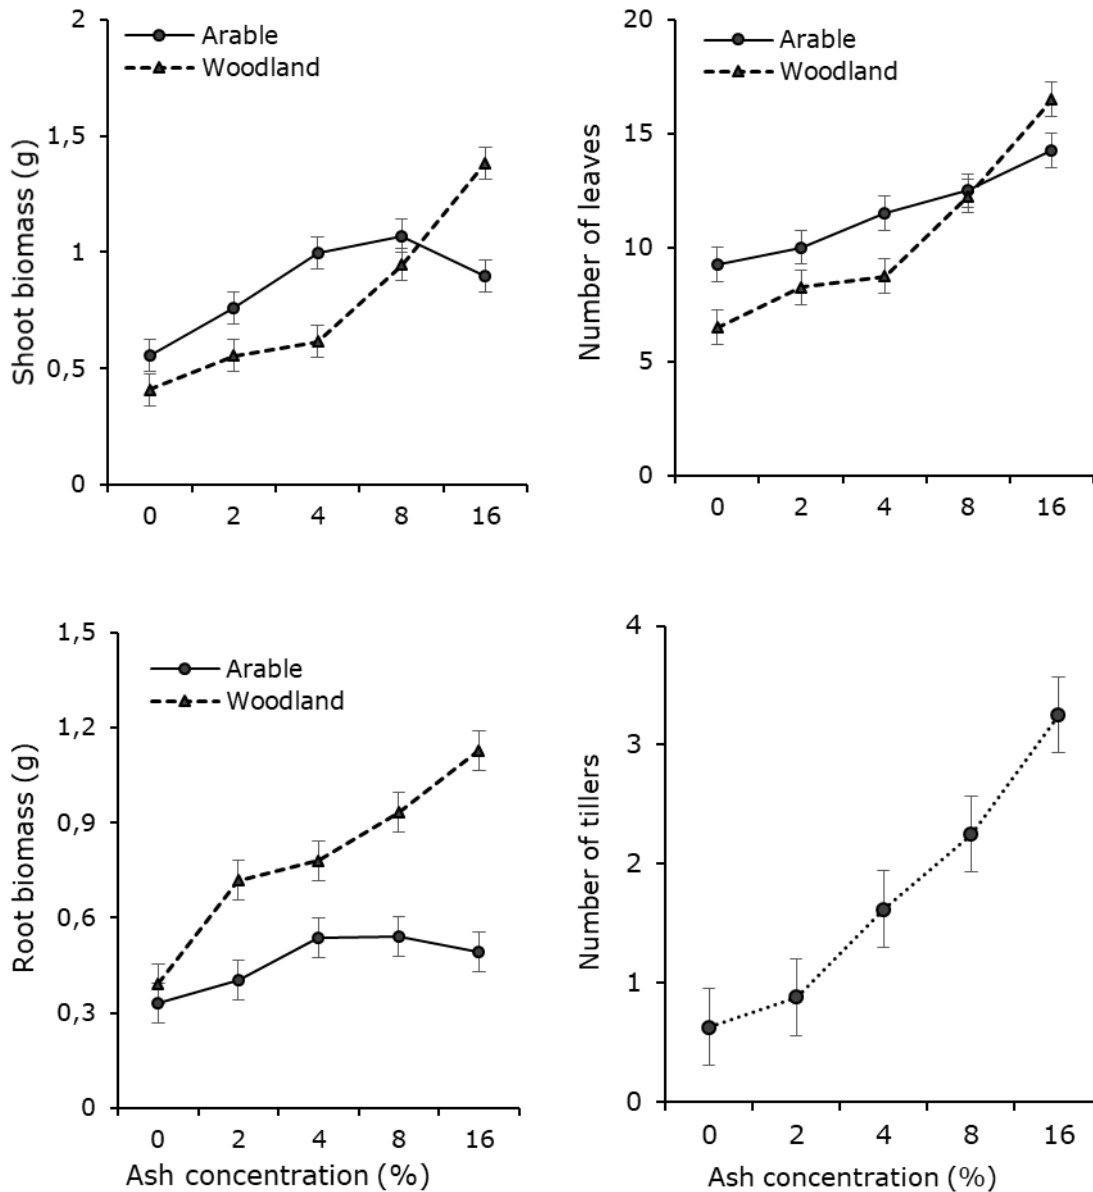 Shoot biomass (g)
2
1,5
1
0,5
0
Arable
Woodland
0 2 4 8 16
Number of leaves
20
15
10
5
0
Arable
Woodland
0 2 4 8 16
Root biomass (g)
1,5
1,2
0,9
0,6
0,3
0
Arable
Woodland
0 2 4 8 16
Ash concentration (%)
Number of tillers
4
3
2
1
0
0 2 4 8 16
Ash concentration (%)